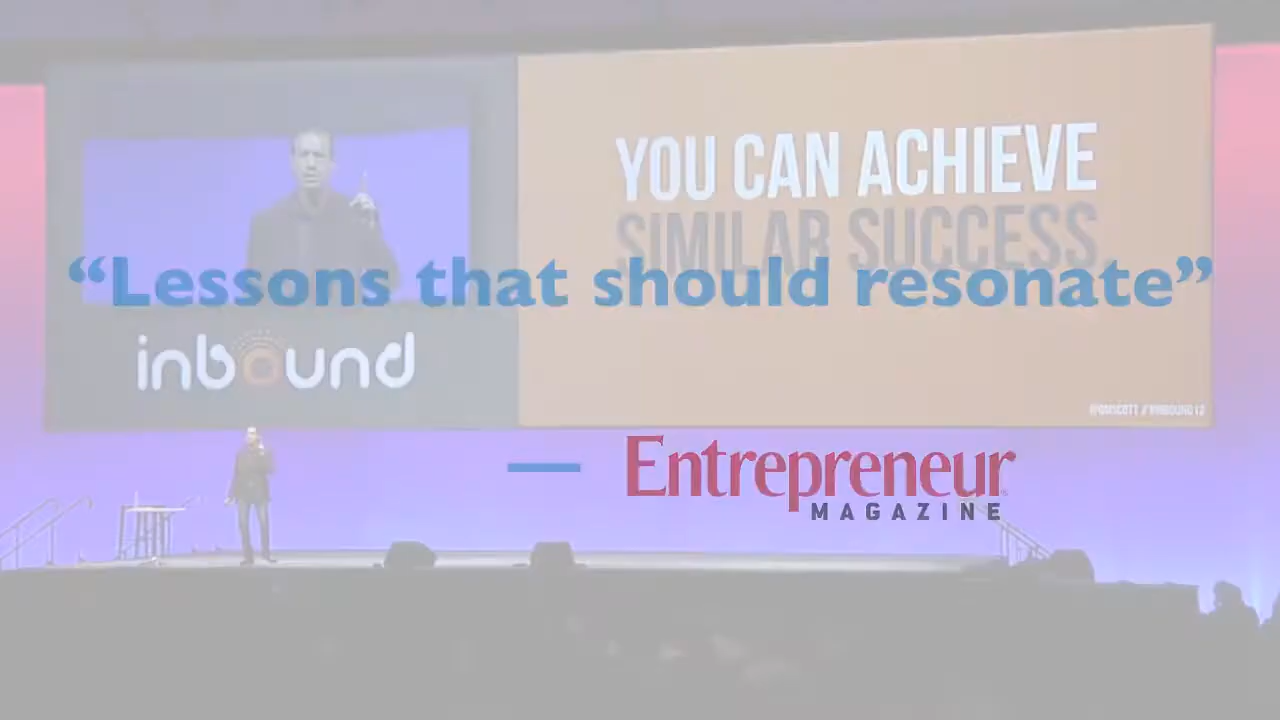 YOU CAN ACHIEVE
SIMILAR SUCCESS
“Lessons that should resonate”
inbound
— Entrepreneur
MAGAZINE